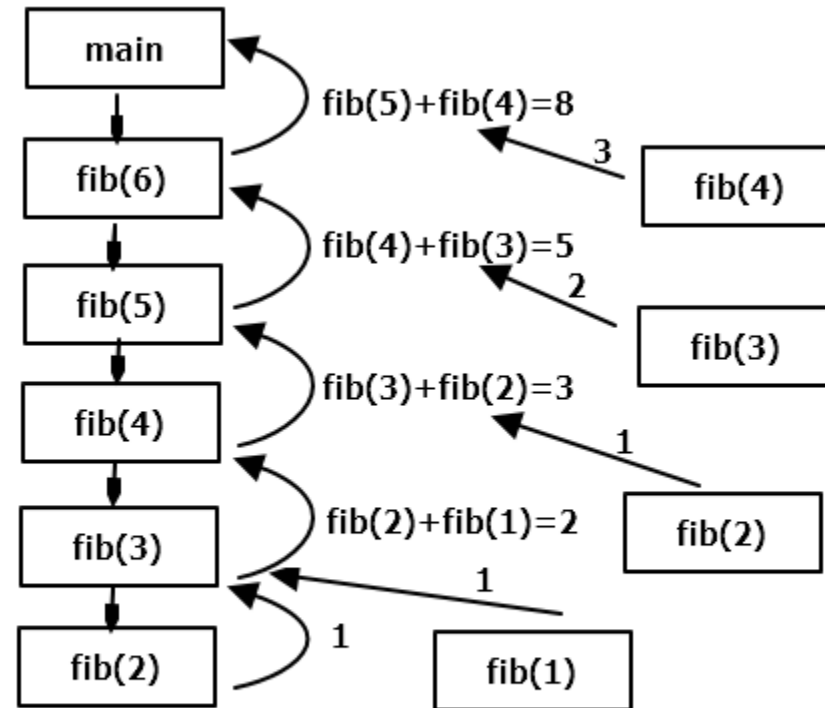 main
fib(5)+fib(4)=8
3
fib(6)
fib(4)
fib(4)+fib(3)=5
2
fib(5)
fib(3)
fib(3)+fib(2)=3
fib(4)
1
fib(2)+fib(1)=2
fib(2)
fib(3)
1
1
fib(2)
fib(1)